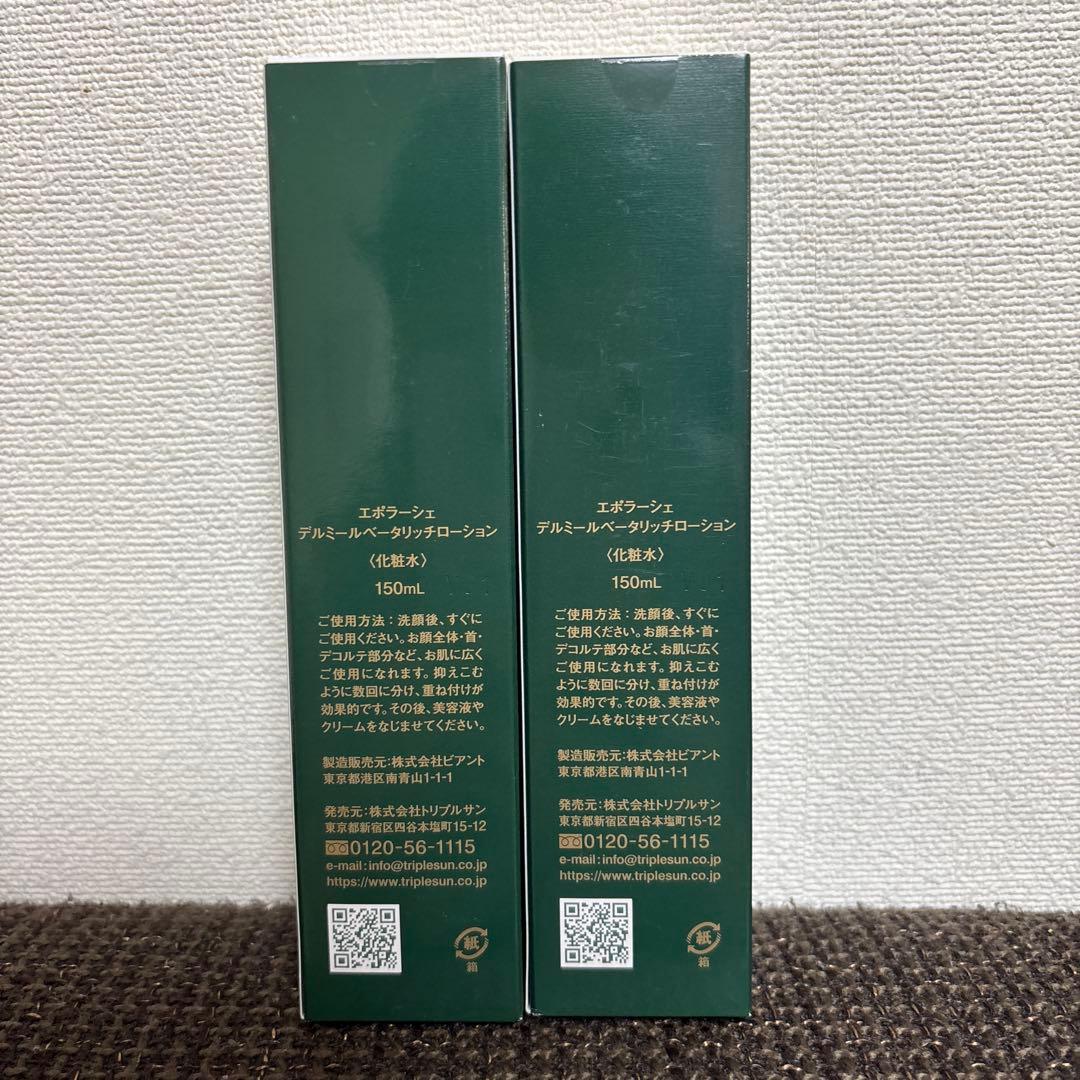 エポラーシェ
デルミールベータリッチローション
〈化粧水〉
150mL
ご使用方法：洗顔後、すぐに
ご使用ください。お顔全体・首・
デコルテ部分など、お肌に広く
ご使用になれます。抑えこむ
ように数回に分け、重ね付けが
効果的です。その後、美容液や
クリームをなじませてください。
製造販売元：株式会社ビアント
東京都港区南青山1-1-1
発売元：株式会社トリプルサン
東京都新宿区四谷本塩町15-12
0120-56-1115
e-mail：info@triplesun.co.jp
https://www.triplesun.co.jp
紙
箱
エポラーシェ
デルミールベータリッチローション
〈化粧水〉
150mL
ご使用方法：洗顔後、すぐに
ご使用ください。お顔全体・首・
デコルテ部分など、お肌に広く
ご使用になれます。抑えこむ
ように数回に分け、重ね付けが
効果的です。その後、美容液や
クリームをなじませてください。
製造販売元：株式会社ビアント
東京都港区南青山1-1-1
発売元：株式会社トリプルサン
東京都新宿区四谷本塩町15-12
0120-56-1115
e-mail：info@triplesun.co.jp
https://www.triplesun.co.jp
紙
箱